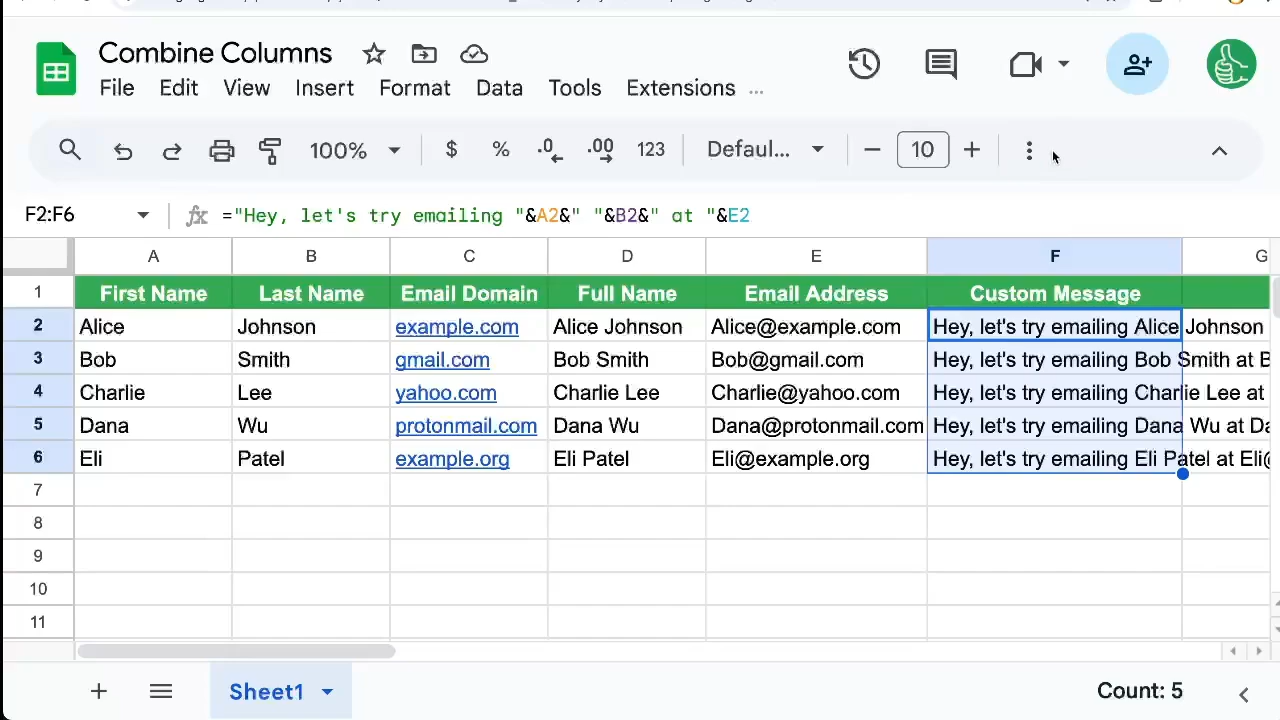 Combine Columns
File Edit View Insert Format Data Tools Extensions ...
100% $ % .0 .00 123 Defaul... − 10 +
F2:F6 fx ="Hey, let's try emailing "&A2&" "&B2&" at "&E2
A B C D E F G
1 First Name Last Name Email Domain Full Name Email Address Custom Message
2 Alice Johnson example.com Alice Johnson Alice@example.com Hey, let's try emailing Alice Johnson
3 Bob Smith gmail.com Bob Smith Bob@gmail.com Hey, let's try emailing Bob Smith at B
4 Charlie Lee yahoo.com Charlie Lee Charlie@yahoo.com Hey, let's try emailing Charlie Lee at
5 Dana Wu protonmail.com Dana Wu Dana@protonmail.com Hey, let's try emailing Dana Wu at Da
6 Eli Patel example.org Eli Patel Eli@example.org Hey, let's try emailing Eli Patel at Eli@
7
8
9
10
11
+ Sheet1 Count: 5